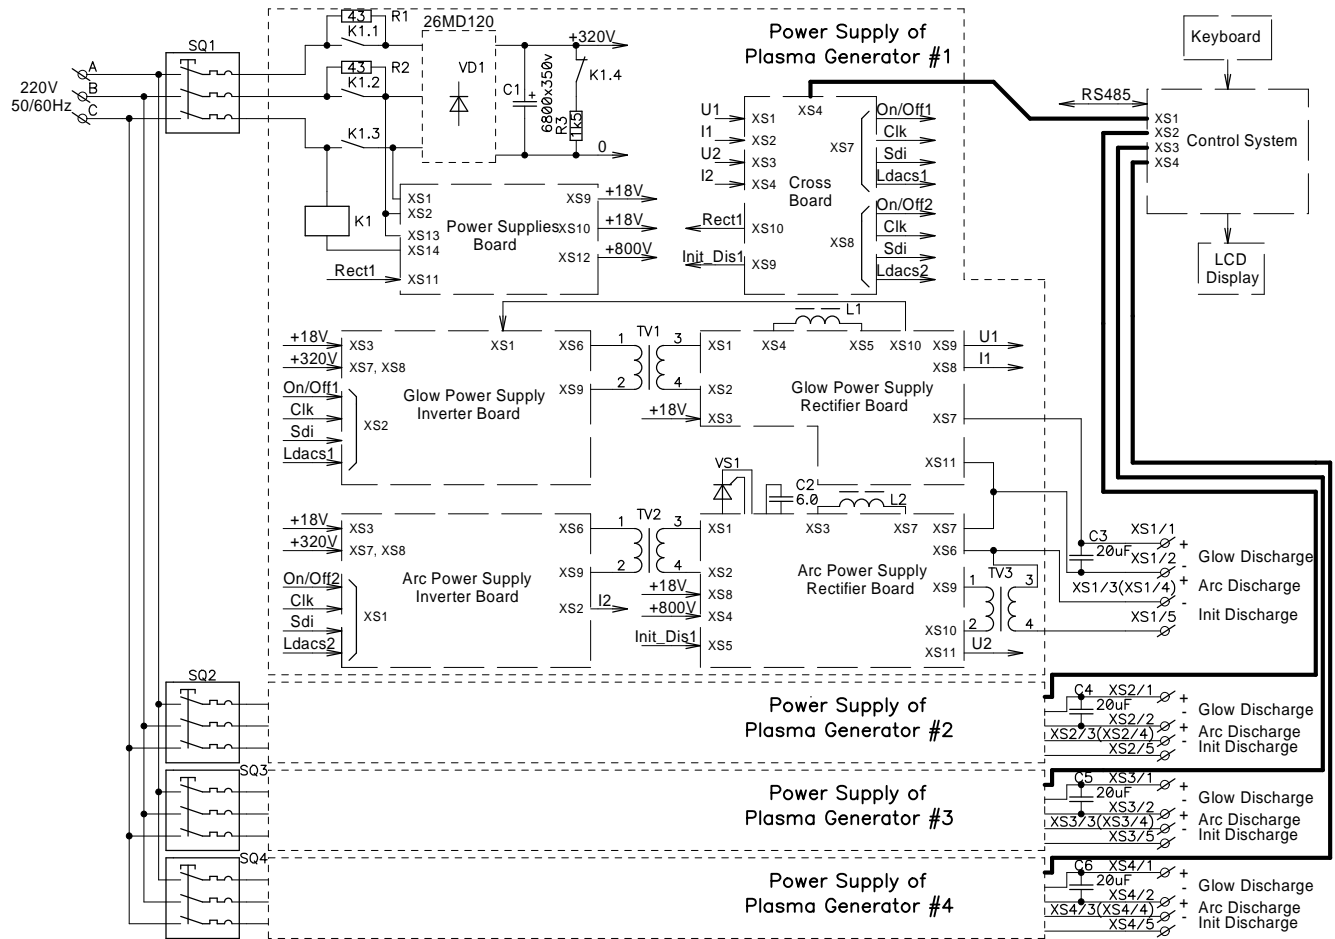 43 R1
K1.1
26MD120
+320V
Power Supply of
Plasma Generator #1
Keyboard
SQ1
A
B
C
220V
50/60Hz
43 R2
K1.2
K1.3
VD1
C1
+
6800x350v
R3
1k5
K1.4
0
XS4
U1
I1
U2
I2
XS1
XS2
XS3
XS4
XS7
On/Off1
Clk
Sdi
Ldacs1
Cross
Board
XS8
On/Off2
Clk
Sdi
Ldacs2
Rect1
XS10
Init_Dis1
XS9
RS485
XS1
XS2
XS3
XS4
Control System
LCD
Display
K1
XS1
XS2
XS13
XS14
XS11
Rect1
Power Supplies
Board
XS9
+18V
XS10
+18V
XS12
+800V
L1
+18V
+320V
XS3
XS7, XS8
XS1
XS6
XS9
On/Off1
Clk
Sdi
Ldacs1
XS2
Glow Power Supply
Inverter Board
TV1
1
2
3
4
XS1
XS4
XS5
XS10
XS9
U1
XS8
I1
XS2
+18V
XS3
Glow Power Supply
Rectifier Board
XS7
XS11
VS1
C2
6.0
L2
+18V
+320V
XS3
XS7, XS8
XS6
XS9
On/Off2
Clk
Sdi
Ldacs2
XS1
Arc Power Supply
Inverter Board
XS2
I2
TV2
1
2
3
4
XS1
XS3
XS7
XS7
XS6
XS2
+18V
XS8
+800V
XS4
Init_Dis1
XS5
Arc Power Supply
Rectifier Board
XS9
XS10
XS11
U2
TV3
1
2
3
4
C3
20uF
XS1/1
XS1/2
XS1/3(XS1/4)
XS1/5
+
-
+
-
Glow Discharge
Arc Discharge
Init Discharge
SQ2
Power Supply of
Plasma Generator #2
C4
20uF
XS2/1
XS2/2
XS2/3(XS2/4)
XS2/5
+
-
+
-
Glow Discharge
Arc Discharge
Init Discharge
SQ3
Power Supply of
Plasma Generator #3
C5
20uF
XS3/1
XS3/2
XS3/3(XS3/4)
XS3/5
+
-
+
-
Glow Discharge
Arc Discharge
Init Discharge
SQ4
Power Supply of
Plasma Generator #4
C6
20uF
XS4/1
XS4/2
XS4/3(XS4/4)
XS4/5
+
-
+
-
Glow Discharge
Arc Discharge
Init Discharge